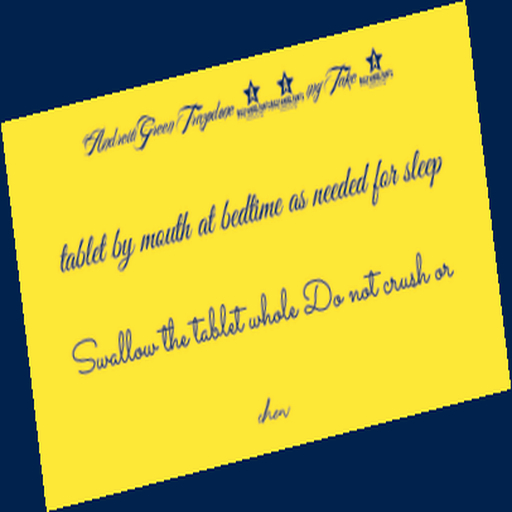 Andrea Green Trazodone mg Take
tablet by mouth at bedtime as needed for sleep
Swallow the tablet whole Do not crush or
chew